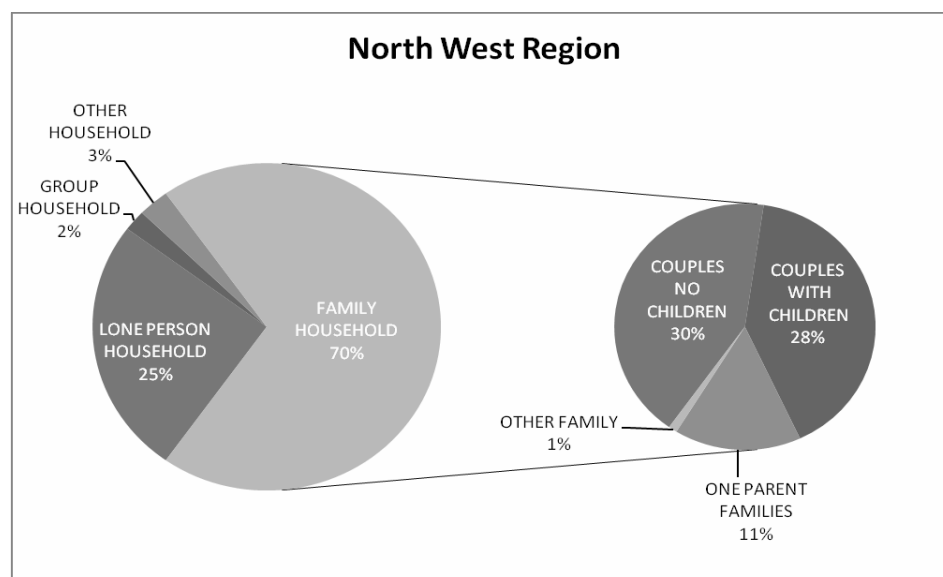 North West Region
OTHER
HOUSEHOLD
3%
GROUP
HOUSEHOLD
2%
LONE PERSON
HOUSEHOLD
25%
FAMILY
HOUSEHOLD
70%
COUPLES
NO
CHILDREN
30%
COUPLES
WITH
CHILDREN
28%
OTHER FAMILY
1%
ONE PARENT
FAMILIES
11%